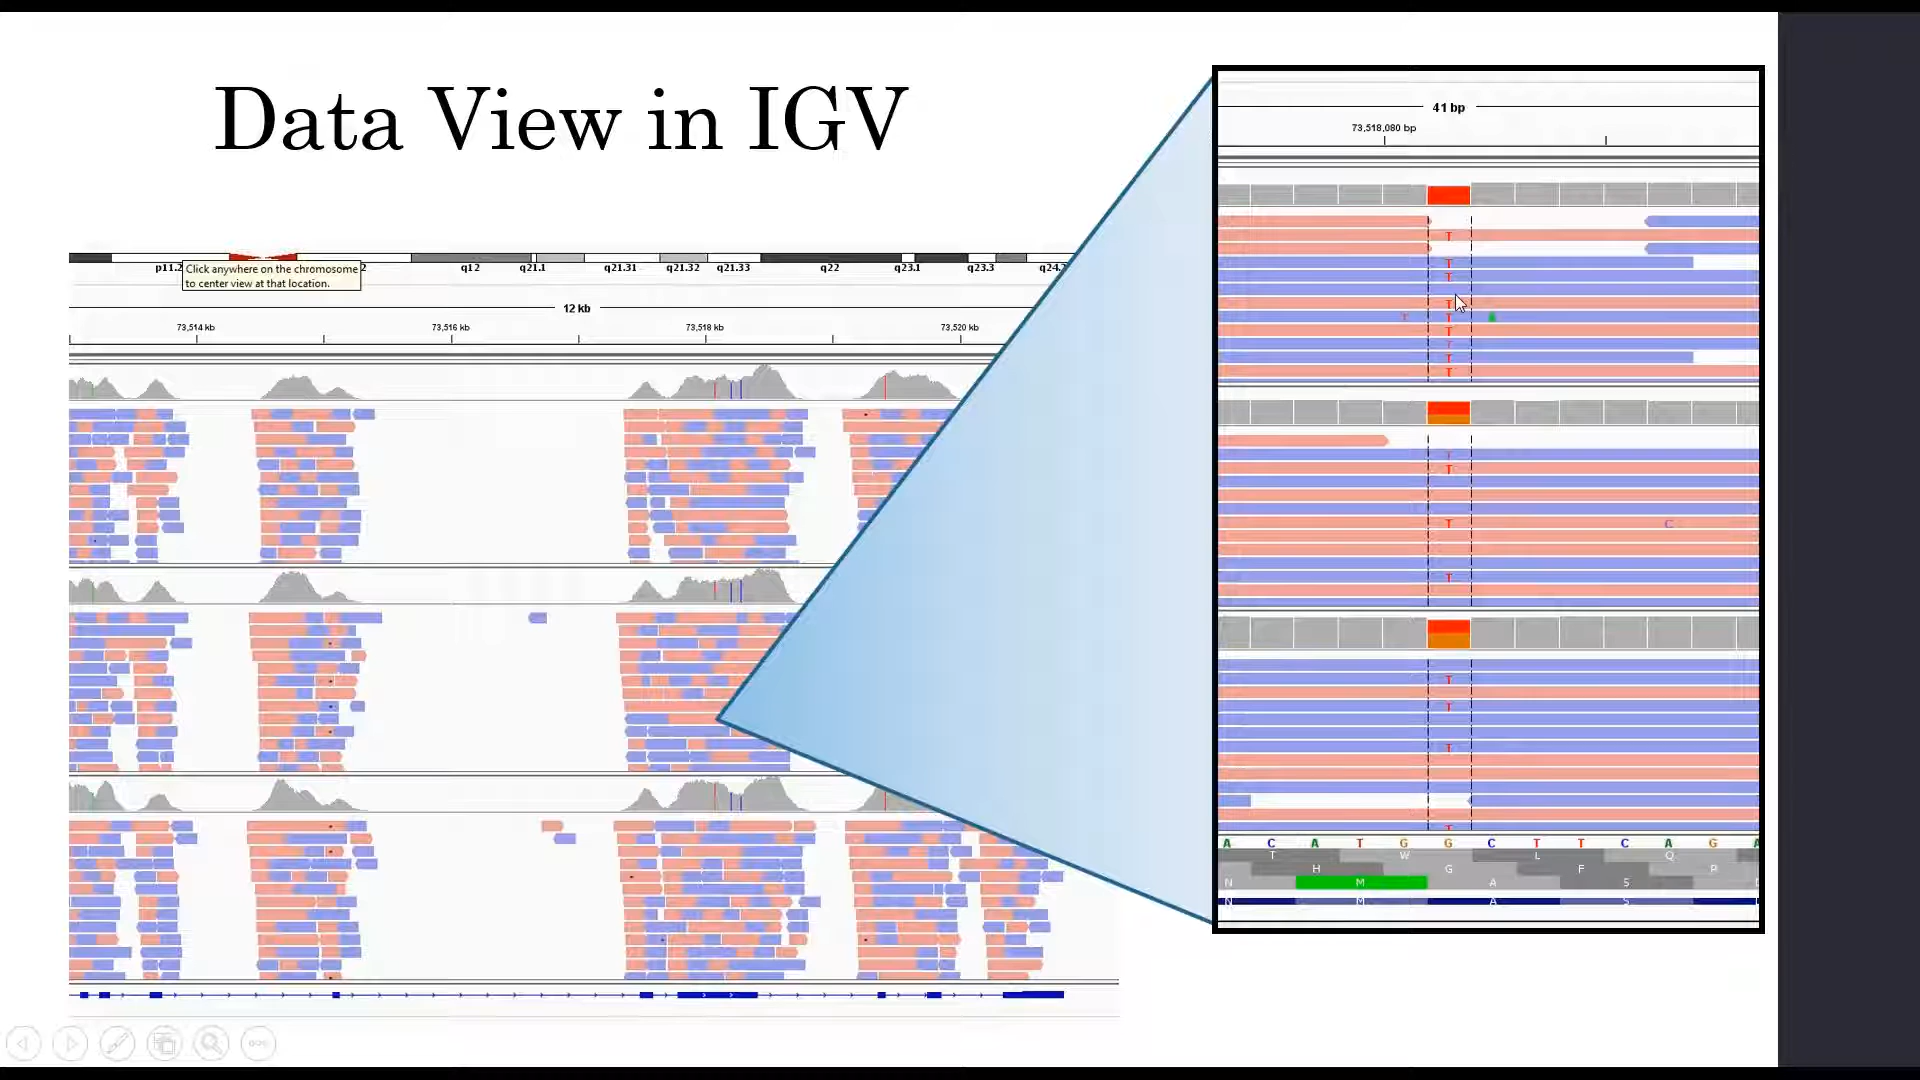 Data View in IGV
p11.2
q12 q21.1 q21.31 q21.32 q21.33 q22 q23.1 q23.3
Click anywhere on the chromosome
to center view at that location.
12 kb
73,514 kb 73,516 kb 73,518 kb 73,520 kb
41 bp
73,518,080 bp
T
T
T
T
T T
T
T
T
T
T
T
T C
T
T
T
T
T
A C A T G G C T T C A G A
T W L Q
H G F P
N M A S
N M A S